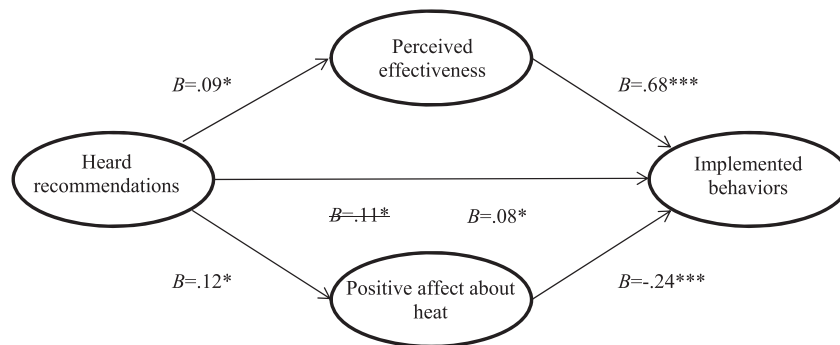 Perceived
effectiveness
B=.09*
B=.68***
Heard
recommendations
Implemented
behaviors
B=.11*
B=.08*
B=.12*
Positive affect about
heat
B=-.24***